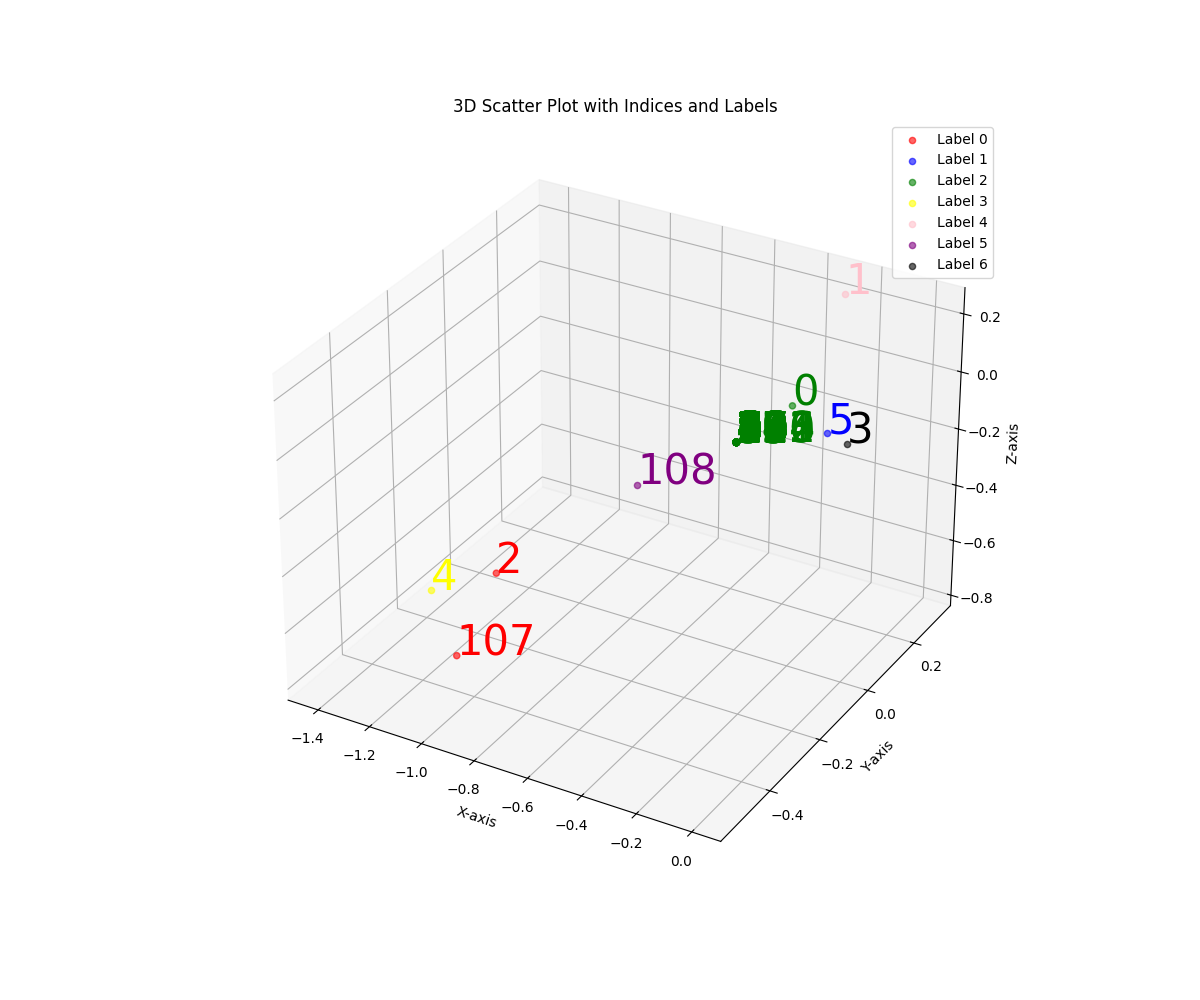 3D Scatter Plot with Indices and Labels
Label 0
Label 1
Label 2
Label 3
Label 4
Label 5
Label 6
1
0
5
3
108
2
4
107
0.2
0.0
−0.2
−0.4
−0.6
−0.8
Z-axis
0.2
0.0
−0.2
−0.4
Y-axis
−1.4
−1.2
−1.0
−0.8
−0.6
−0.4
−0.2
0.0
X-axis